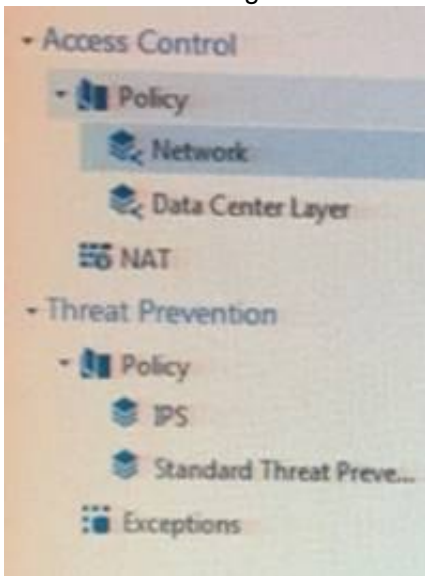 Access Control
Policy
Network
Data Center Layer
NAT
Threat Prevention
Policy
IPS
Standard Threat Preve...
Exceptions